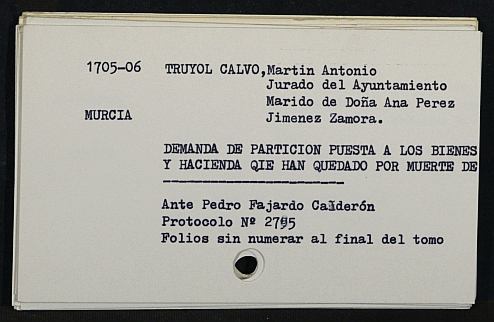 1705-06 TRUYOL CALVO,Martin Antonio
Jurado del Ayuntamiento
Marido de Doña Ana Perez
MURCIA Jimenez Zamora.
DEMANDA DE PARTICION PUESTA A LOS BIENES
Y HACIENDA QIE HAN QUEDADO POR MUERTE DE
--------------------
Ante Pedro Fajardo Calderón
Protocolo Nº
Folios sin numerar al final del tomo